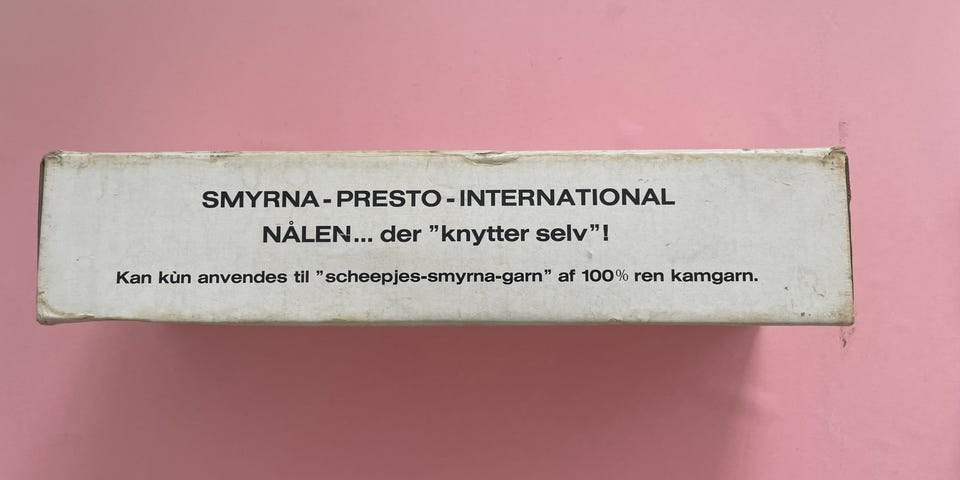 SMYRNA-PRESTO-INTERNATIONAL
NÅLEN... der ”knytter selv”!
Kan kùn anvendes til ”scheepjes-smyrna-garn” af 100% ren kamgarn.